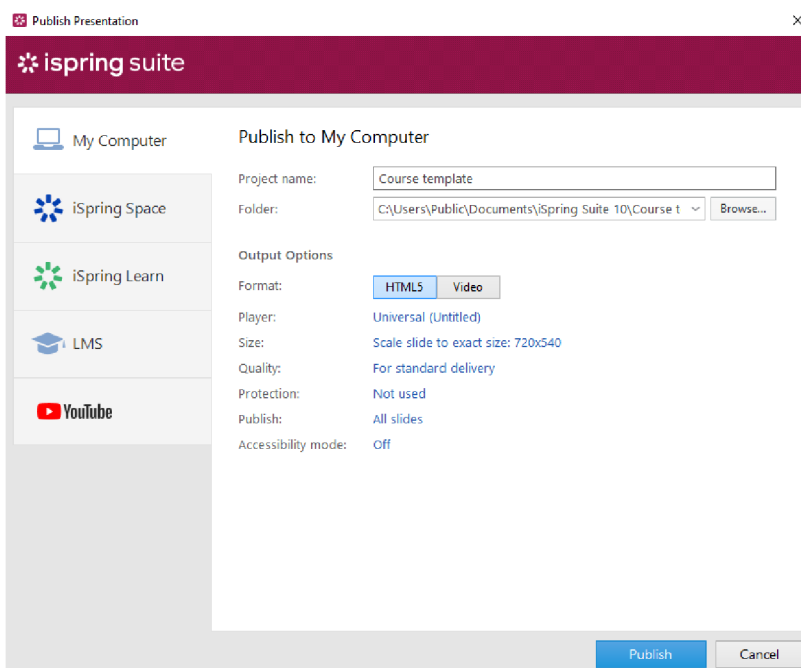 Publish Presentation
ispring suite
My Computer
iSpring Space
iSpring Learn
LMS
YouTube
Publish to My Computer
Project name: Course template
Folder: C:\Users\Public\Documents\iSpring Suite 10\Course t Browse...
Output Options
Format: HTML5 Video
Player: Universal (Untitled)
Size: Scale slide to exact size: 720x540
Quality: For standard delivery
Protection: Not used
Publish: All slides
Accessibility mode: Off
Publish Cancel